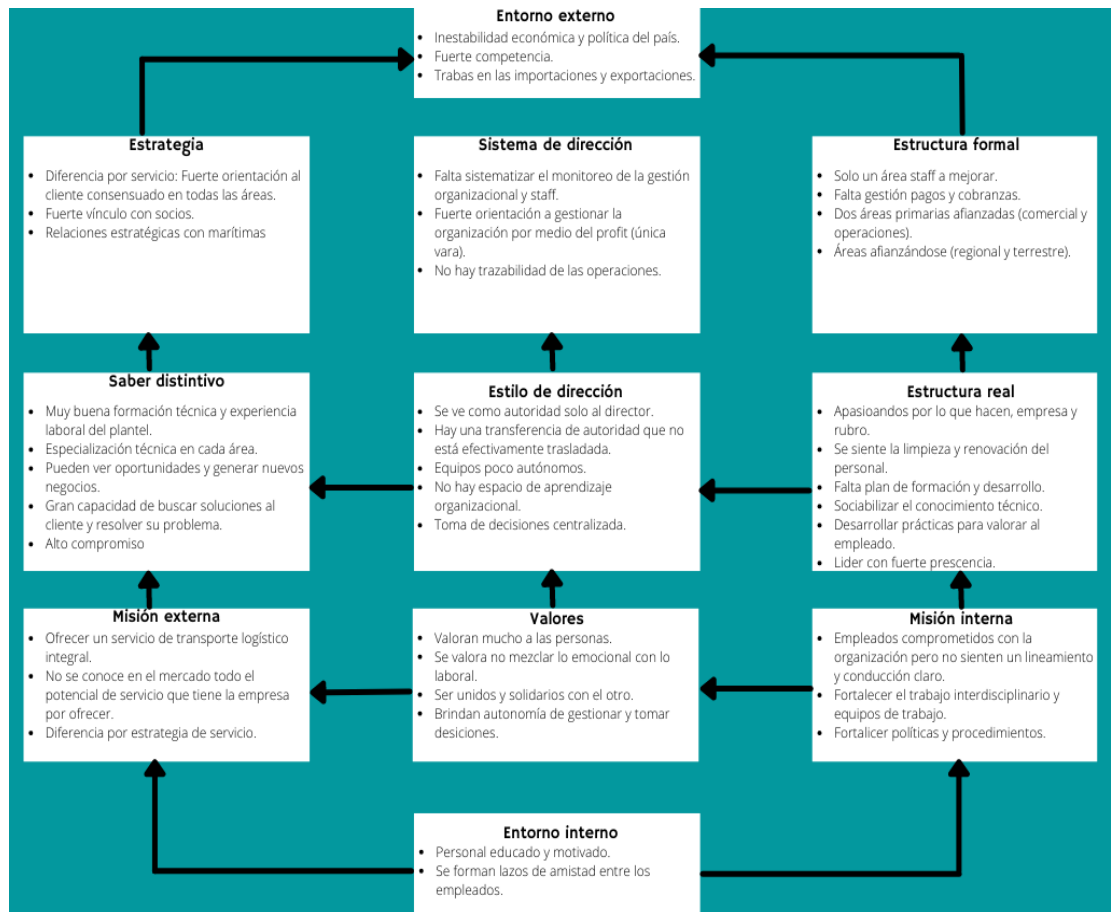 Entorno externo
• Inestabilidad económica y política del país.
• Fuerte competencia.
• Trabas en las importaciones y exportaciones.
Estrategia
• Diferencia por servicio: Fuerte orientación al
cliente consensuado en todas las áreas.
• Fuerte vínculo con socios.
• Relaciones estratégicas con marítimas
Sistema de dirección
• Falta sistematizar el monitoreo de la gestión
organizacional y staff.
• Fuerte orientación a gestionar la
organización por medio del profit (única
vara).
• No hay trazabilidad de las operaciones.
Estructura formal
• Solo un área staff a mejorar.
• Falta gestión pagos y cobranzas.
• Dos áreas primarias afianzadas (comercial y
operaciones).
• Áreas afianzándose (regional y terrestre).
Saber distintivo
• Muy buena formación técnica y experiencia
laboral del plantel.
• Especialización técnica en cada área.
• Pueden ver oportunidades y generar nuevos
negocios.
• Gran capacidad de buscar soluciones al
cliente y resolver su problema.
• Alto compromiso
Estilo de dirección
• Se ve como autoridad solo al director.
• Hay una transferencia de autoridad que no
está efectivamente trasladada.
• Equipos poco autónomos.
• No hay espacio de aprendizaje
organizacional.
• Toma de decisiones centralizada.
Estructura real
• Apasioandos por lo que hacen, empresa y
rubro.
• Se siente la limpieza y renovación del
personal.
• Falta plan de formación y desarrollo.
• Sociabilizar el conocimiento técnico.
• Desarrollar prácticas para valorar al
empleado.
• Lider con fuerte prescencia.
Misión externa
• Ofrecer un servicio de transporte logístico
integral.
• No se conoce en el mercado todo el
potencial de servicio que tiene la empresa
por ofrecer.
• Diferencia por estrategia de servicio.
Valores
• Valoran mucho a las personas.
• Se valora no mezclar lo emocional con lo
laboral.
• Ser unidos y solidarios con el otro.
• Brindan autonomía de gestionar y tomar
desiciones.
Misión interna
• Empleados comprometidos con la
organización pero no sienten un lineamiento
y conducción claro.
• Fortalecer el trabajo interdisciplinario y
equipos de trabajo.
• Fortalicer políticas y procedimientos.
Entorno interno
• Personal educado y motivado.
• Se forman lazos de amistad entre los
empleados.